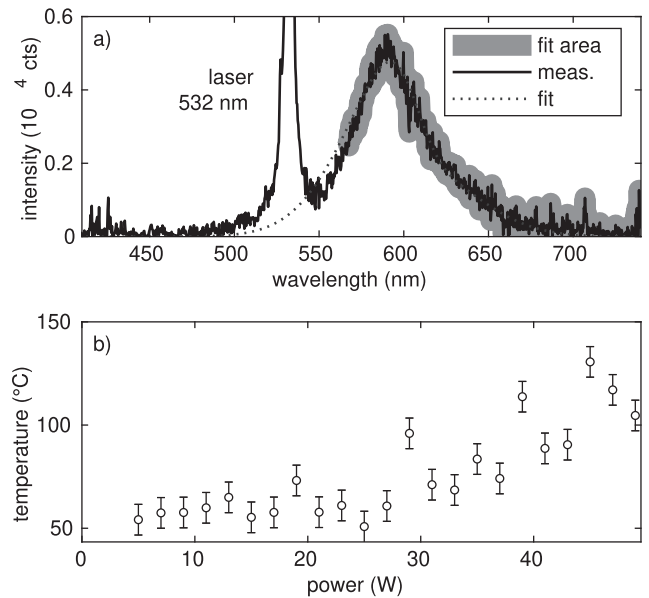 0.6
a)
fit area
meas.
fit
laser
532 nm
0.4
0.2
0
intensity (10 4 cts)
450 500 550 600 650 700
wavelength (nm)
150
b)
100
50
temperature (°C)
0 10 20 30 40
power (W)